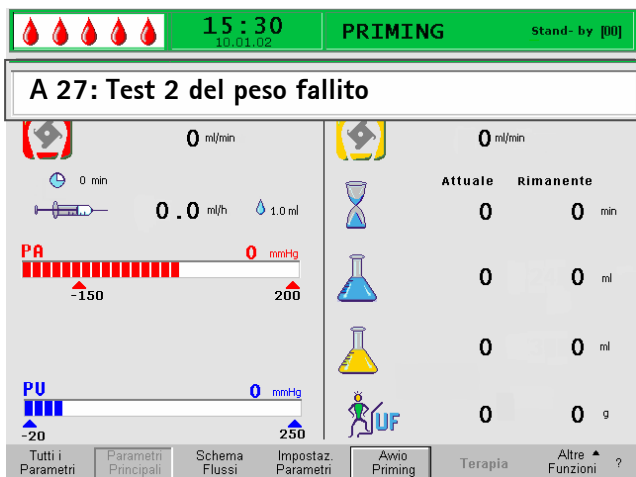 15:30
10.01.02
PRIMING
Stand- by [00]
A 27: Test 2 del peso fallito
0 ml/min
0 ml/min
0 min
0.0 ml/h
1.0 ml
Attuale Rimanente
0 0 min
PA 0 mmHg
-150 200
0 0 ml
0 0 ml
PV 0 mmHg
-20 250
UF 0 0 g
Tutti i Parametri
Parametri Principali
Schema Flussi
Impostaz. Parametri
Avvio Priming
Terapia
Altre Funzioni
?